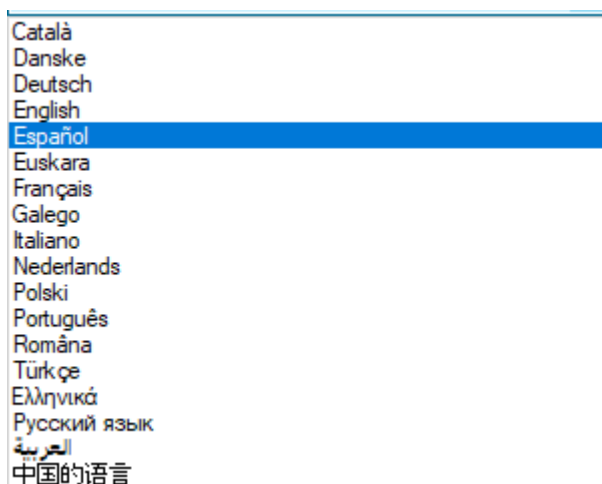 Català
Danske
Deutsch
English
Español
Euskara
Français
Galego
Italiano
Nederlands
Polski
Português
Româna
Türkçe
Ελληνικά
Русский язык
العربية
中国的语言